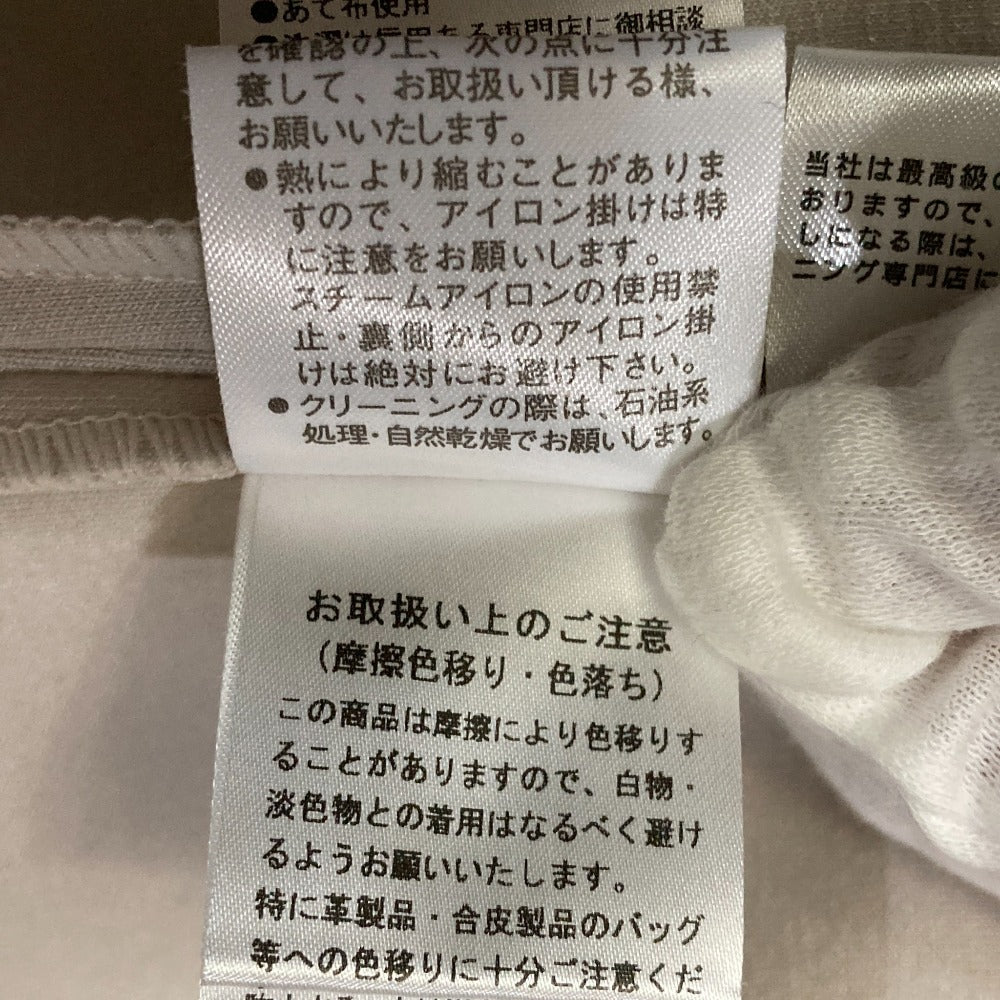 ●あて布使用
に御相談
を確認の上、次の点に十分注
意して、お取扱い頂ける様、
お願いいたします。
●熱により縮むことがありま
すので、アイロン掛けは特
に注意をお願いします。
スチームアイロンの使用禁
止・裏側からのアイロン掛
けは絶対にお避け下さい。
●クリーニングの際は、石油系
処理・自然乾燥でお願いします。
当社は最高級の
おりますので、
しになる際は、
ニング専門店に
お取扱い上のご注意
(摩擦色移り・色落ち)
この商品は摩擦により色移りす
ることがありますので、白物・
淡色物との着用はなるべく避け
るようお願いいたします。
特に革製品・合皮製品のバッグ
等への色移りに十分ご注意くだ